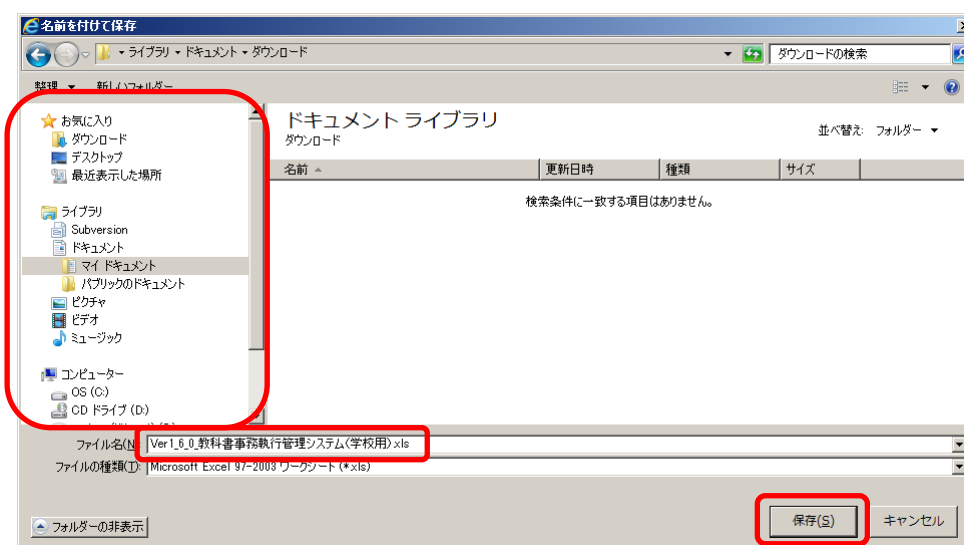 名前を付けて保存
ライブラリ ▾ ドキュメント ▾ ダウンロード
ダウンロードの検索
整理 ▼ 新しいフォルダー
お気に入り
ダウンロード
デスクトップ
最近表示した場所
ライブラリ
Subversion
ドキュメント
マイ ドキュメント
パブリックのドキュメント
ピクチャ
ビデオ
ミュージック
コンピューター
OS (C:)
CD ドライブ (D:)
ドキュメント ライブラリ
ダウンロード
並べ替え: フォルダー ▼
名前 更新日時 種類 サイズ
検索条件に一致する項目はありません。
ファイル名(N): Ver1_6_0_教科書事務執行管理システム(学校用).xls
ファイルの種類(T): Microsoft Excel 97-2003 ワークシート (*.xls)
フォルダーの非表示
保存(S)
キャンセル